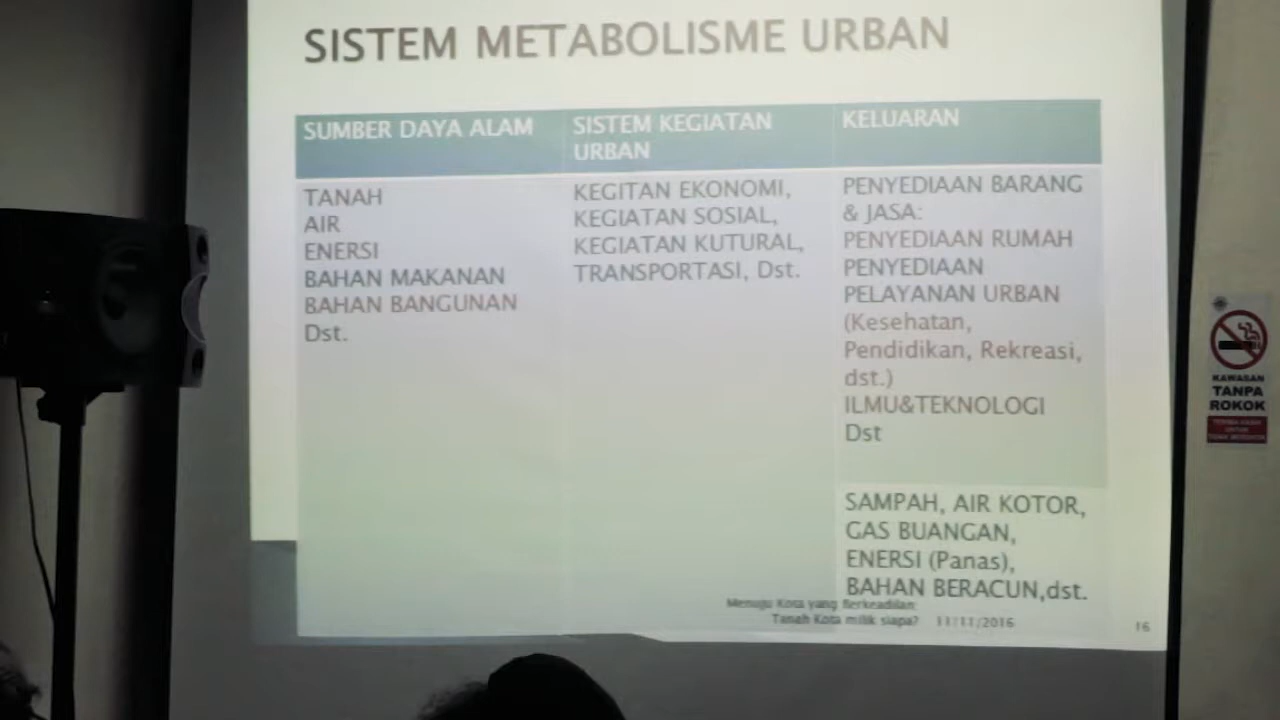 SISTEM METABOLISME URBAN
SUMBER DAYA ALAM
SISTEM KEGIATAN
URBAN
KELUARAN
TANAH
AIR
ENERSI
BAHAN MAKANAN
BAHAN BANGUNAN
Dst.
KEGITAN EKONOMI,
KEGIATAN SOSIAL,
KEGIATAN KUTURAL,
TRANSPORTASI, Dst.
PENYEDIAAN BARANG
& JASA:
PENYEDIAAN RUMAH
PENYEDIAAN
PELAYANAN URBAN
(Kesehatan,
Pendidikan, Rekreasi,
dst.)
ILMU&TEKNOLOGI
Dst
SAMPAH, AIR KOTOR,
GAS BUANGAN,
ENERSI (Panas),
BAHAN BERACUN,dst.
Menuju Kota yang Berkeadilan:
Tanah Kota milik siapa? 11/11/2016
16
KAWASAN
TANPA
ROKOK